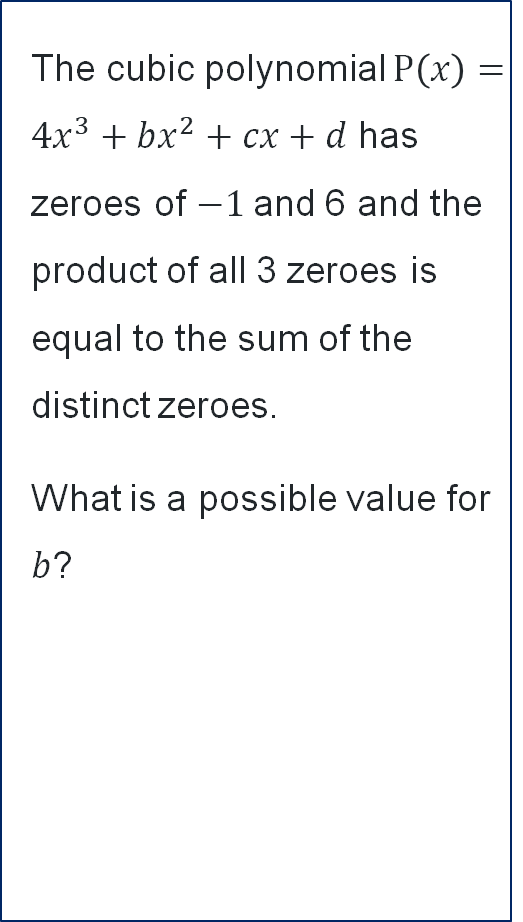 The cubic polynomial P(x) =
4x³ + bx² + cx + d has
zeroes of −1 and 6 and the
product of all 3 zeroes is
equal to the sum of the
distinct zeroes.
What is a possible value for
b?